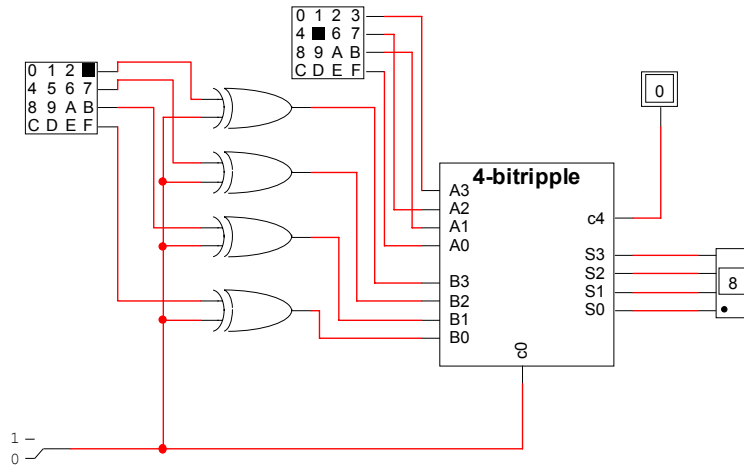 0 1 2 3
4 6 7
8 9 A B
C D E F
0 1 2
4 5 6 7
8 9 A B
C D E F
0
4-bitripple
A3
A2
A1
A0
B3
B2
B1
B0
c4
S3
S2
S1
S0
8
c0
1
0